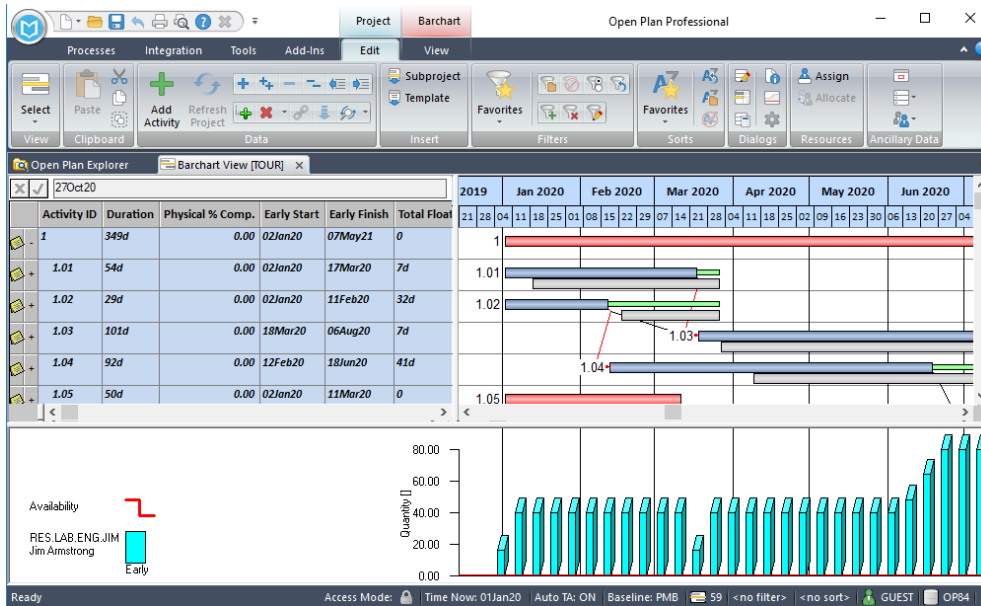 Project Barchart Open Plan Professional
Processes Integration Tools Add-Ins Edit View
Select Paste Add Activity Refresh Project Subproject Template Favorites Favorites Assign Allocate
View Clipboard Data Insert Filters Sorts Dialogs Resources Ancillary Data
Open Plan Explorer Barchart View [TOUR] X
27Oct20
Activity ID Duration Physical % Comp. Early Start Early Finish Total Float
1 349d 0.00 02Jan20 07May21 0
1.01 54d 0.00 02Jan20 17Mar20 7d
1.02 29d 0.00 02Jan20 11Feb20 32d
1.03 101d 0.00 18Mar20 06Aug20 7d
1.04 92d 0.00 12Feb20 18Jun20 41d
1.05 50d 0.00 02Jan20 11Mar20 0
2019 Jan 2020 Feb 2020 Mar 2020 Apr 2020 May 2020 Jun 2020
21 28 04 11 18 25 01 08 15 22 29 07 14 21 28 04 11 18 25 02 09 16 23 30 06 13 20 27 04
1
1.01
1.02
1.03
1.04
1.05
80.00
60.00
40.00
20.00
0.00
Quantity []
Availability
RES.LAB.ENG.JIM
Jim Armstrong
Early
Ready Access Mode: Time Now: 01Jan20 Auto TA: ON Baseline: PMB 59 <no filter> <no sort> GUEST OP84